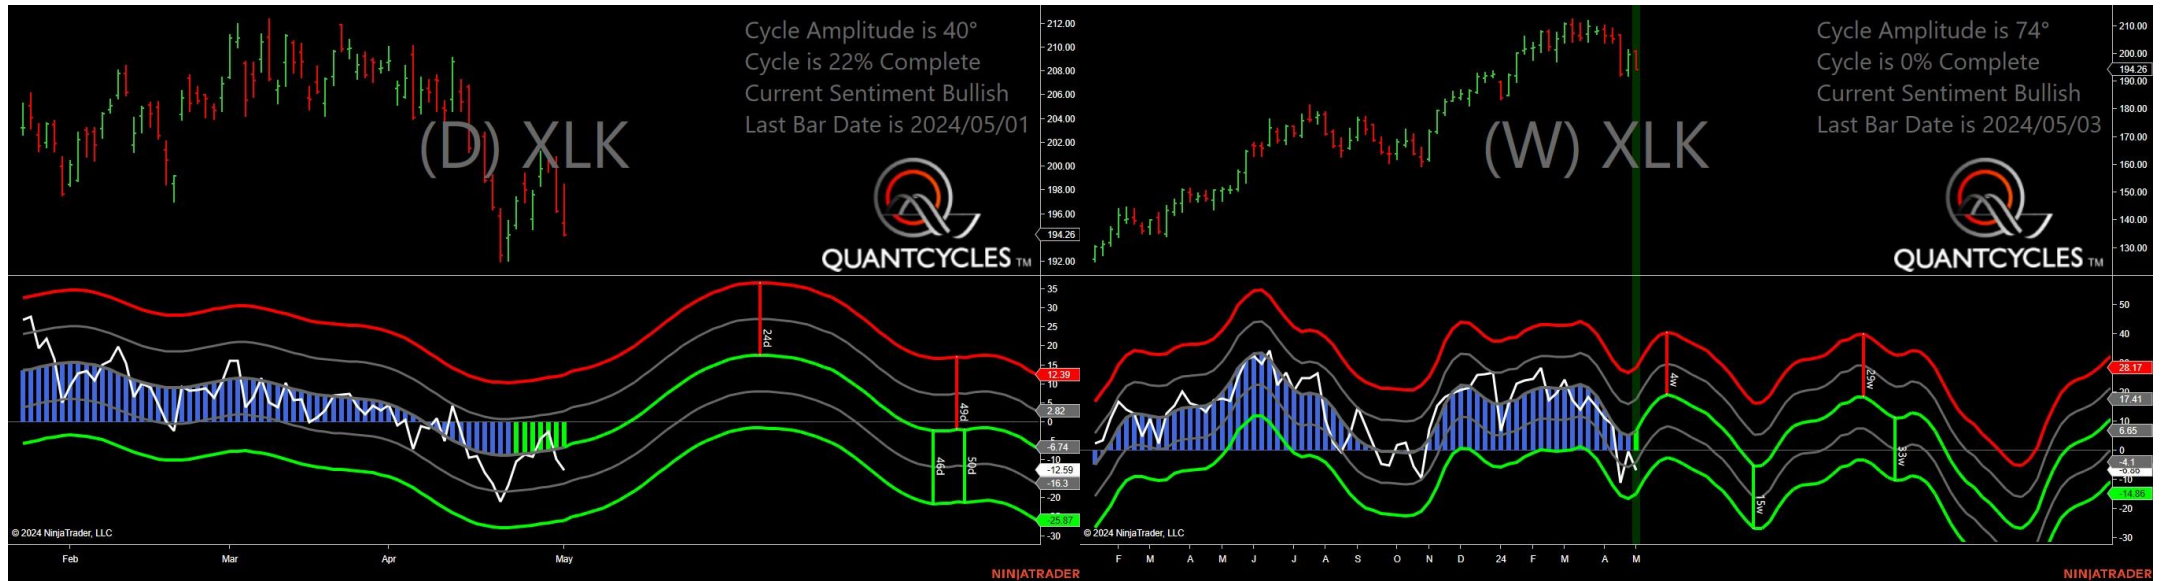 Cycle Amplitude is 40°
Cycle is 22% Complete
Current Sentiment Bullish
Last Bar Date is 2024/05/01
(D) XLK
QUANTCYCLES TM
212.00
210.00
208.00
206.00
204.00
202.00
200.00
198.00
196.00
194.26
192.00
35
30
25
20
15
12.39
10
5
2.82
0
-6.74
-10
-12.59
-16.3
-20
-25.87
-30
24d
49d
46d
50d
© 2024 NinjaTrader, LLC
Feb Mar Apr May
NINJATRADER
Cycle Amplitude is 74°
Cycle is 0% Complete
Current Sentiment Bullish
Last Bar Date is 2024/05/03
(W) XLK
QUANTCYCLES TM
210.00
200.00
194.26
190.00
180.00
170.00
160.00
150.00
140.00
130.00
50
40
28.17
20
17.41
10
6.65
0
-4.1
-10
-14.86
-20
-30
4w
29w
15w
33w
© 2024 NinjaTrader, LLC
F M A M J J A S O N D 24 F M A M
NINJATRADER